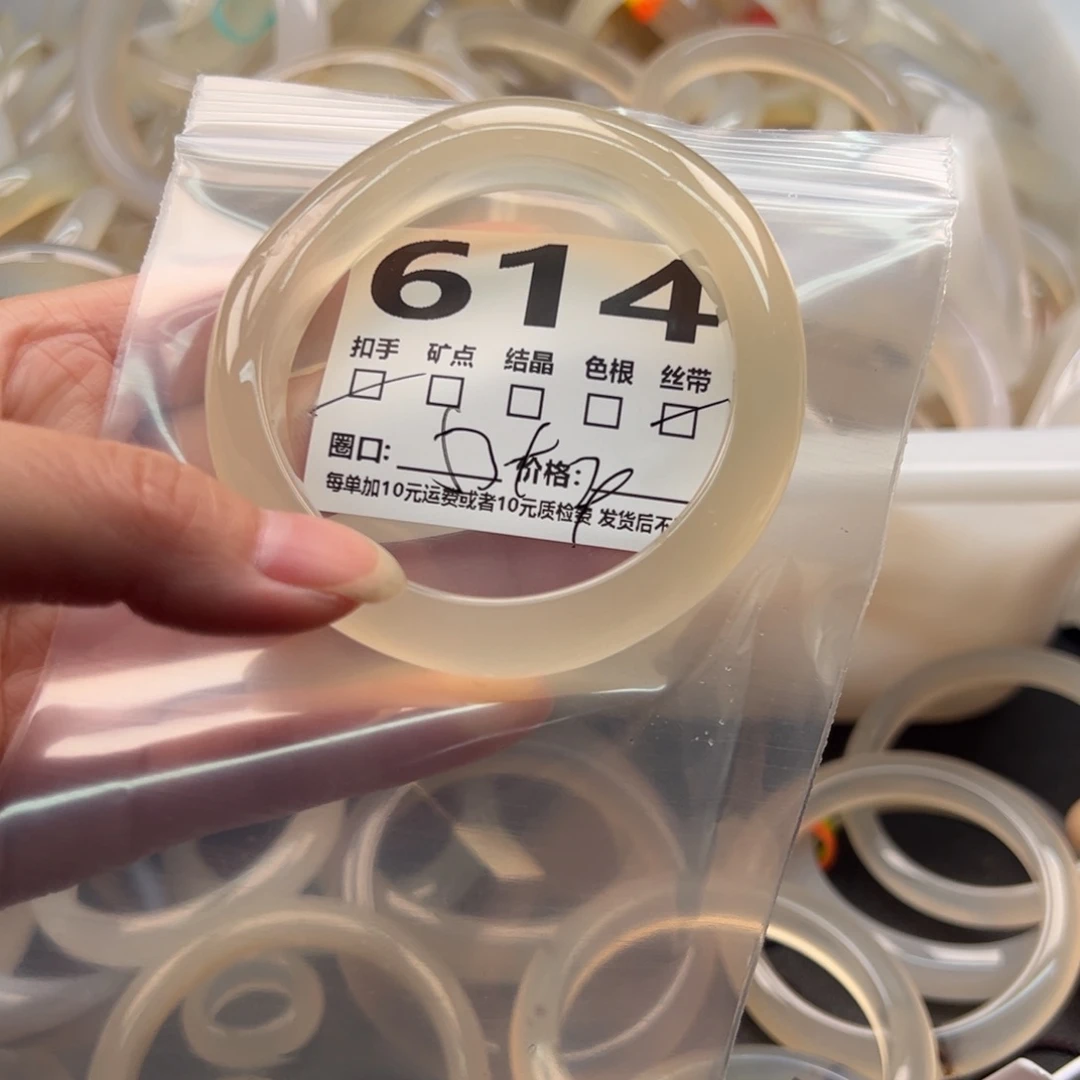 614
扣手 矿点 结晶 色根 丝带
圈口: 价格:
每单加10元运费或者10元质检费 发货后不